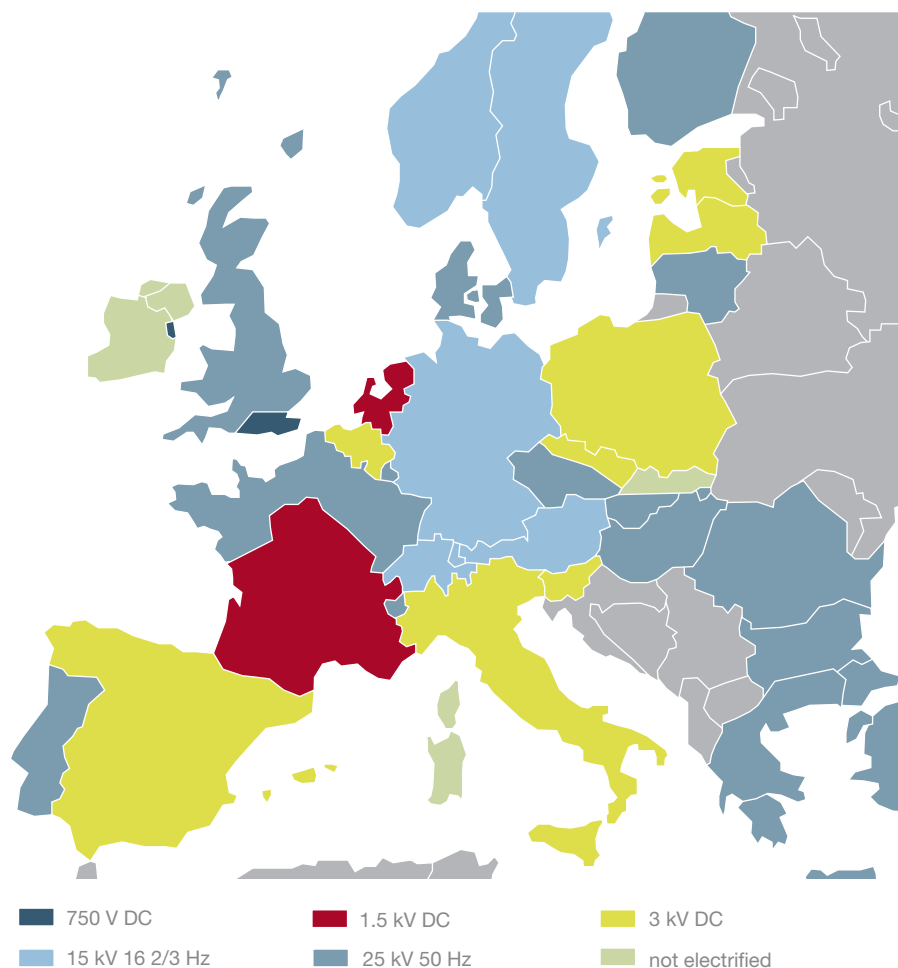 750 V DC
1.5 kV DC
3 kV DC
15 kV 16 2/3 Hz
25 kV 50 Hz
not electrified